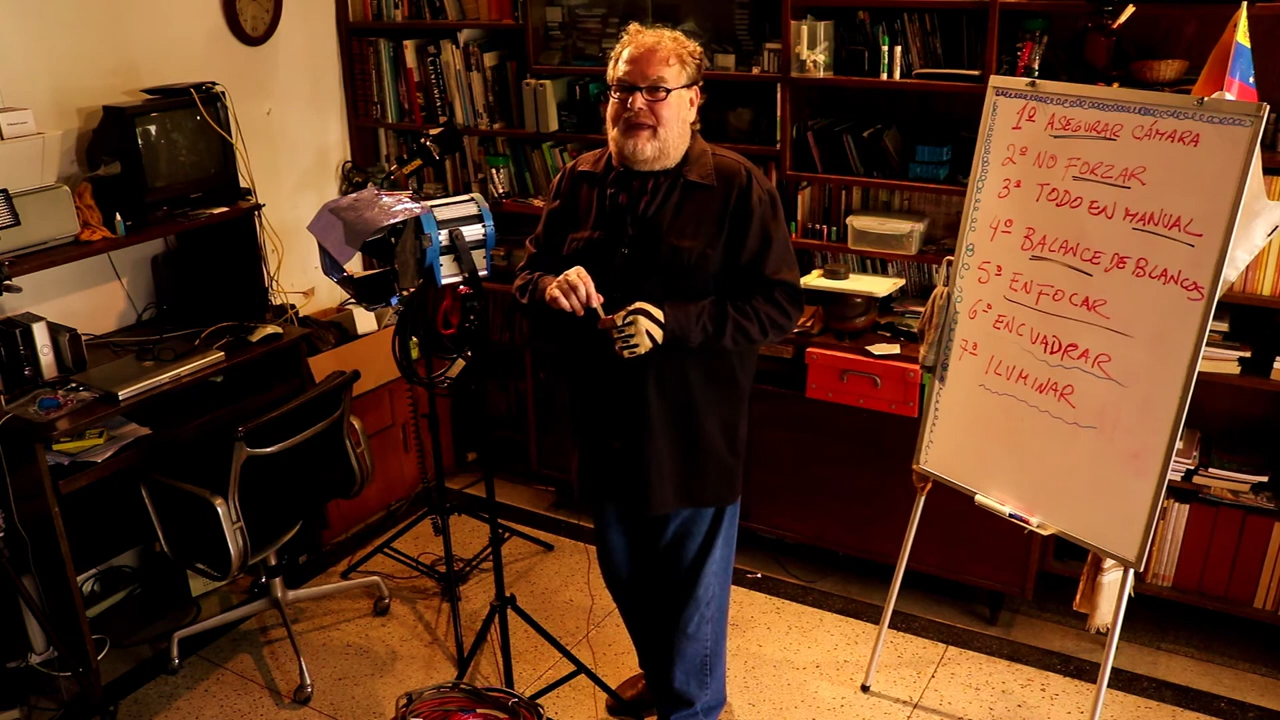 1º ASEGURAR CÁMARA
2º NO FORZAR
3º TODO EN MANUAL
4º BALANCE DE BLANCOS
5º ENFOCAR
6º ENCUADRAR
7º ILUMINAR